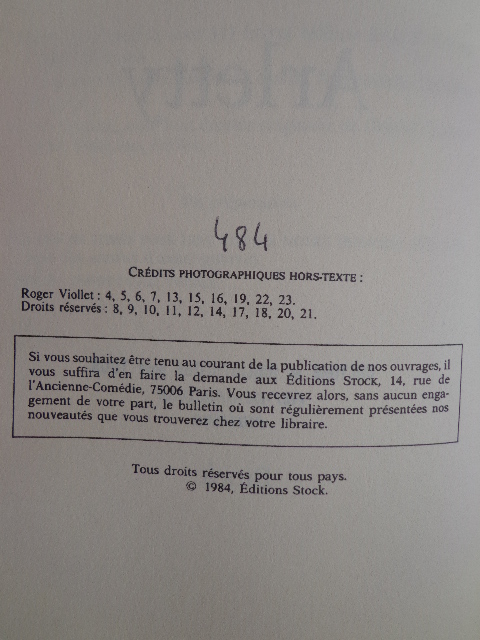 Arletty
484
CRÉDITS PHOTOGRAPHIQUES HORS-TEXTE :
Roger Viollet : 4, 5, 6, 7, 13, 15, 16, 19, 22, 23.
Droits réservés : 8, 9, 10, 11, 12, 14, 17, 18, 20, 21.
Si vous souhaitez être tenu au courant de la publication de nos ouvrages, il
vous suffira d'en faire la demande aux Éditions STOCK, 14, rue de
l'Ancienne-Comédie, 75006 Paris. Vous recevrez alors, sans aucun enga-
gement de votre part, le bulletin où sont régulièrement présentées nos
nouveautés que vous trouverez chez votre libraire.
Tous droits réservés pour tous pays.
© 1984, Éditions Stock.